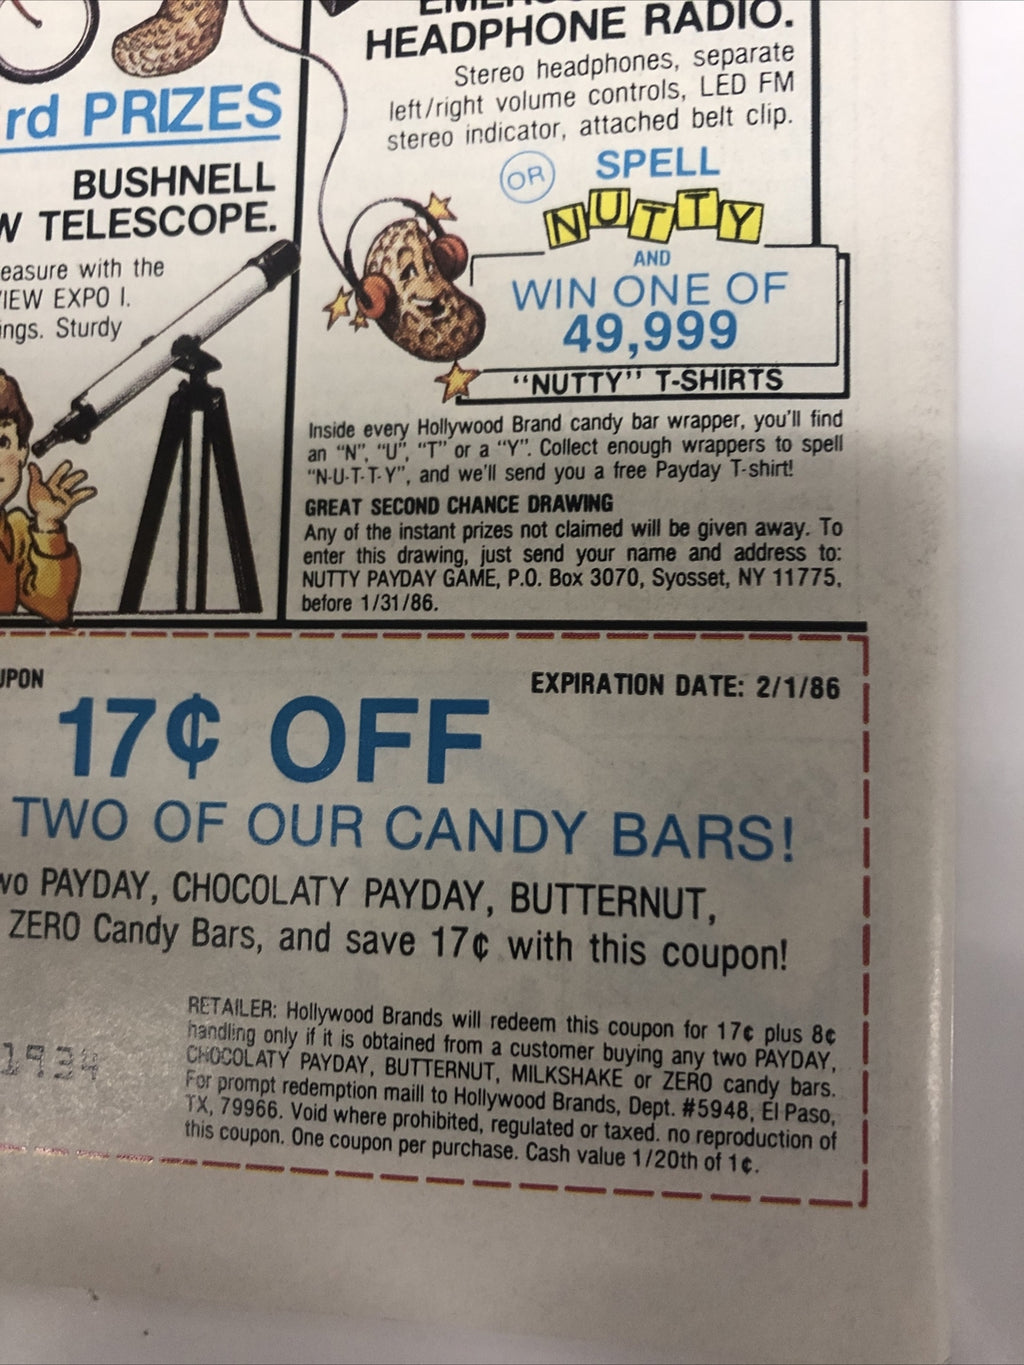 rd PRIZES
BUSHNELL
W TELESCOPE.
easure with the
IEW EXPO I.
ings. Sturdy
HEADPHONE RADIO.
Stereo headphones, separate
left/right volume controls, LED FM
stereo indicator, attached belt clip.
OR SPELL
NUTTY
AND
WIN ONE OF
49,999
"NUTTY" T-SHIRTS
Inside every Hollywood Brand candy bar wrapper, you'll find
an "N", "U", "T" or a "Y". Collect enough wrappers to spell
"N-U-T-T-Y", and we'll send you a free Payday T-shirt!
GREAT SECOND CHANCE DRAWING
Any of the instant prizes not claimed will be given away. To
enter this drawing, just send your name and address to:
NUTTY PAYDAY GAME, P.O. Box 3070, Syosset, NY 11775,
before 1/31/86.
UPON
EXPIRATION DATE: 2/1/86
17¢ OFF
TWO OF OUR CANDY BARS!
wo PAYDAY, CHOCOLATY PAYDAY, BUTTERNUT,
ZERO Candy Bars, and save 17¢ with this coupon!
1934
RETAILER: Hollywood Brands will redeem this coupon for 17¢ plus 8¢
handling only if it is obtained from a customer buying any two PAYDAY,
CHOCOLATY PAYDAY, BUTTERNUT, MILKSHAKE or ZERO candy bars.
For prompt redemption maill to Hollywood Brands, Dept. #5948, El Paso,
TX, 79966. Void where prohibited, regulated or taxed. no reproduction of
this coupon. One coupon per purchase. Cash value 1/20th of 1¢.